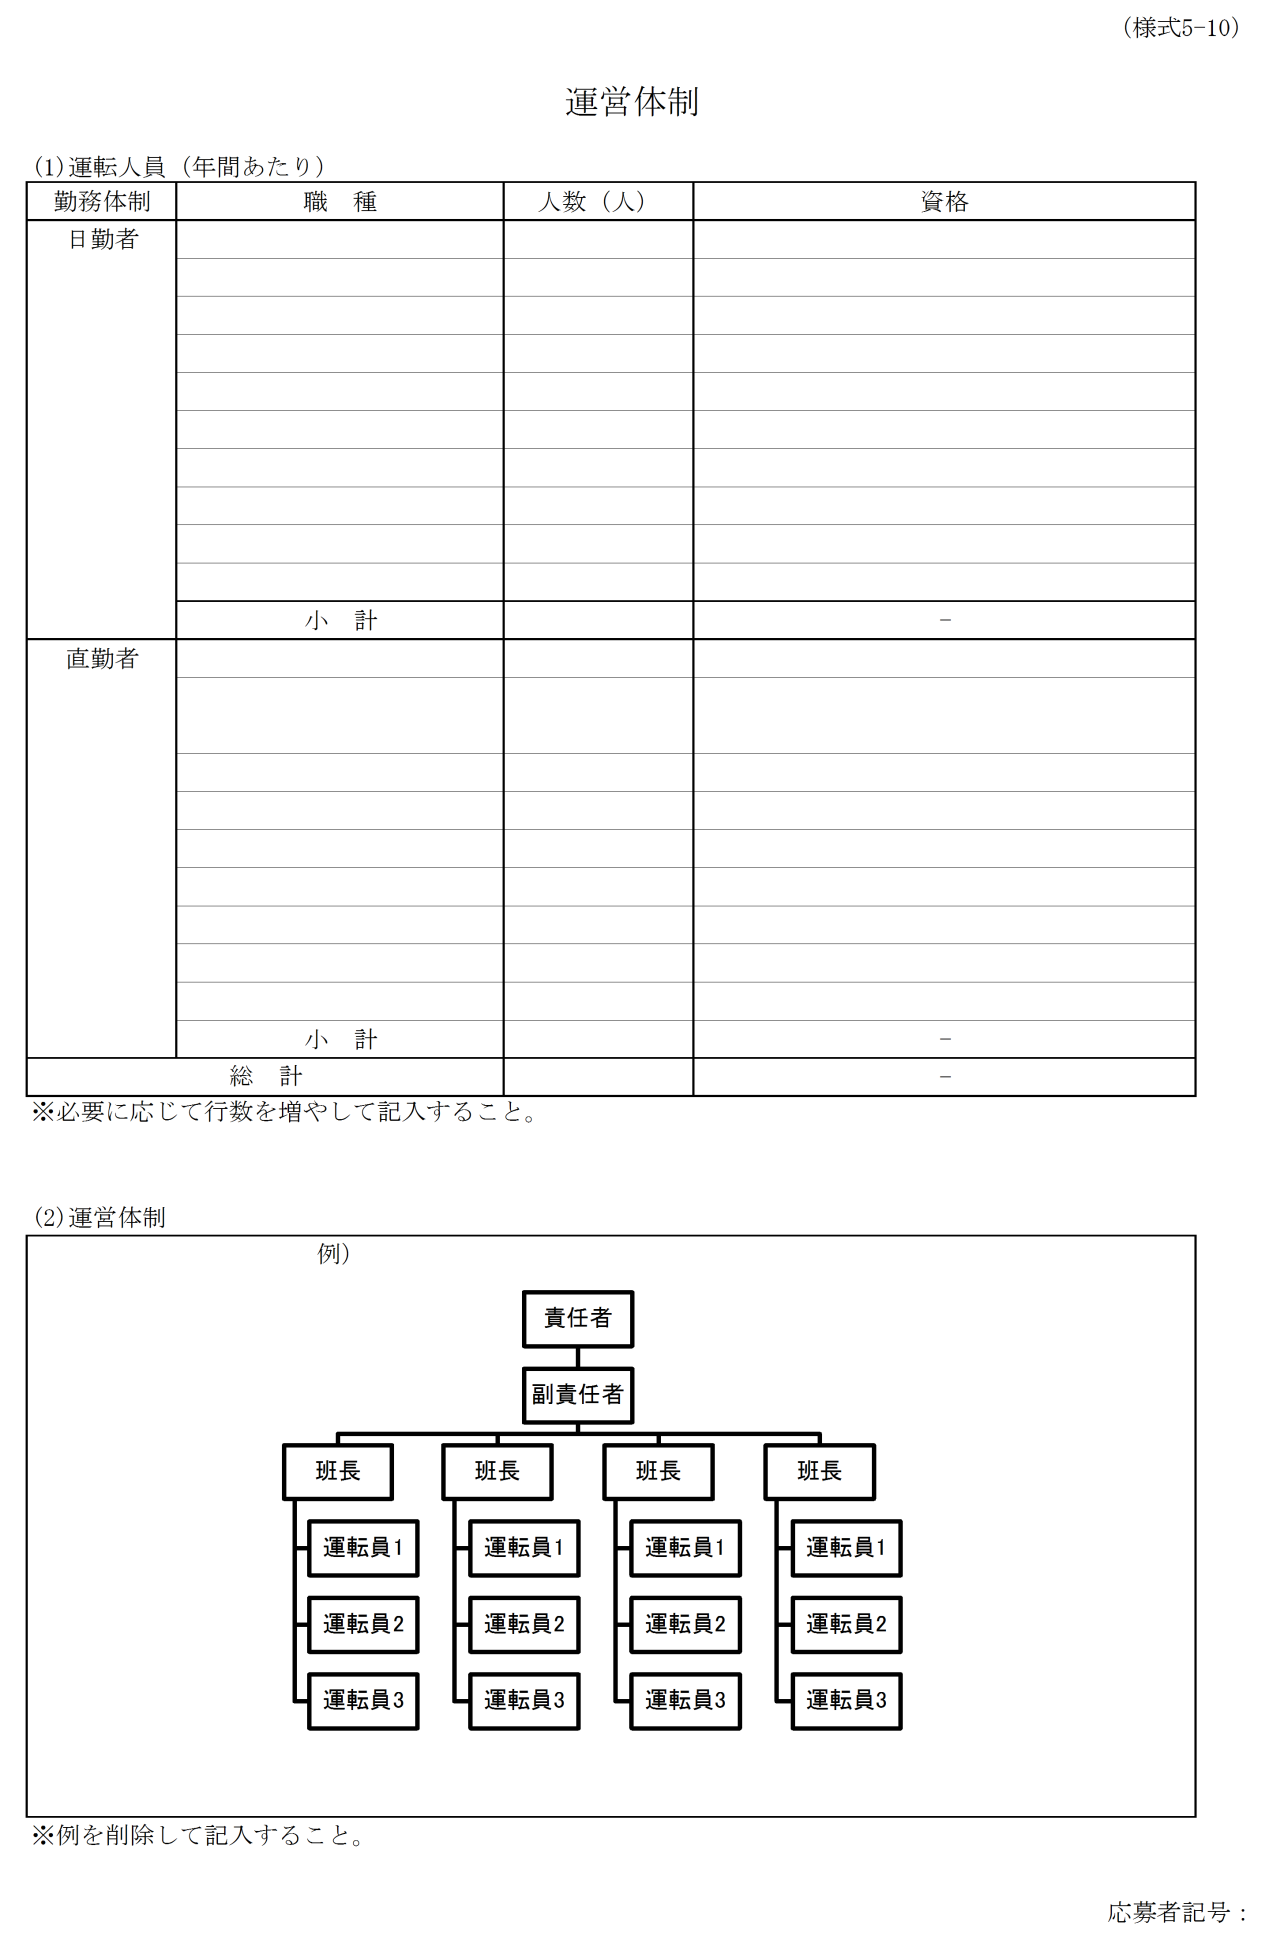 （様式5-10）
運営体制
(1)運転人員（年間あたり）
勤務体制 職　種 人数（人） 資格
日勤者
小　計 －
直勤者
小　計 －
総　計 －
※必要に応じて行数を増やして記入すること。
(2)運営体制
例）
責任者
副責任者
班長 班長 班長 班長
運転員1 運転員1 運転員1 運転員1
運転員2 運転員2 運転員2 運転員2
運転員3 運転員3 運転員3 運転員3
※例を削除して記入すること。
応募者記号：